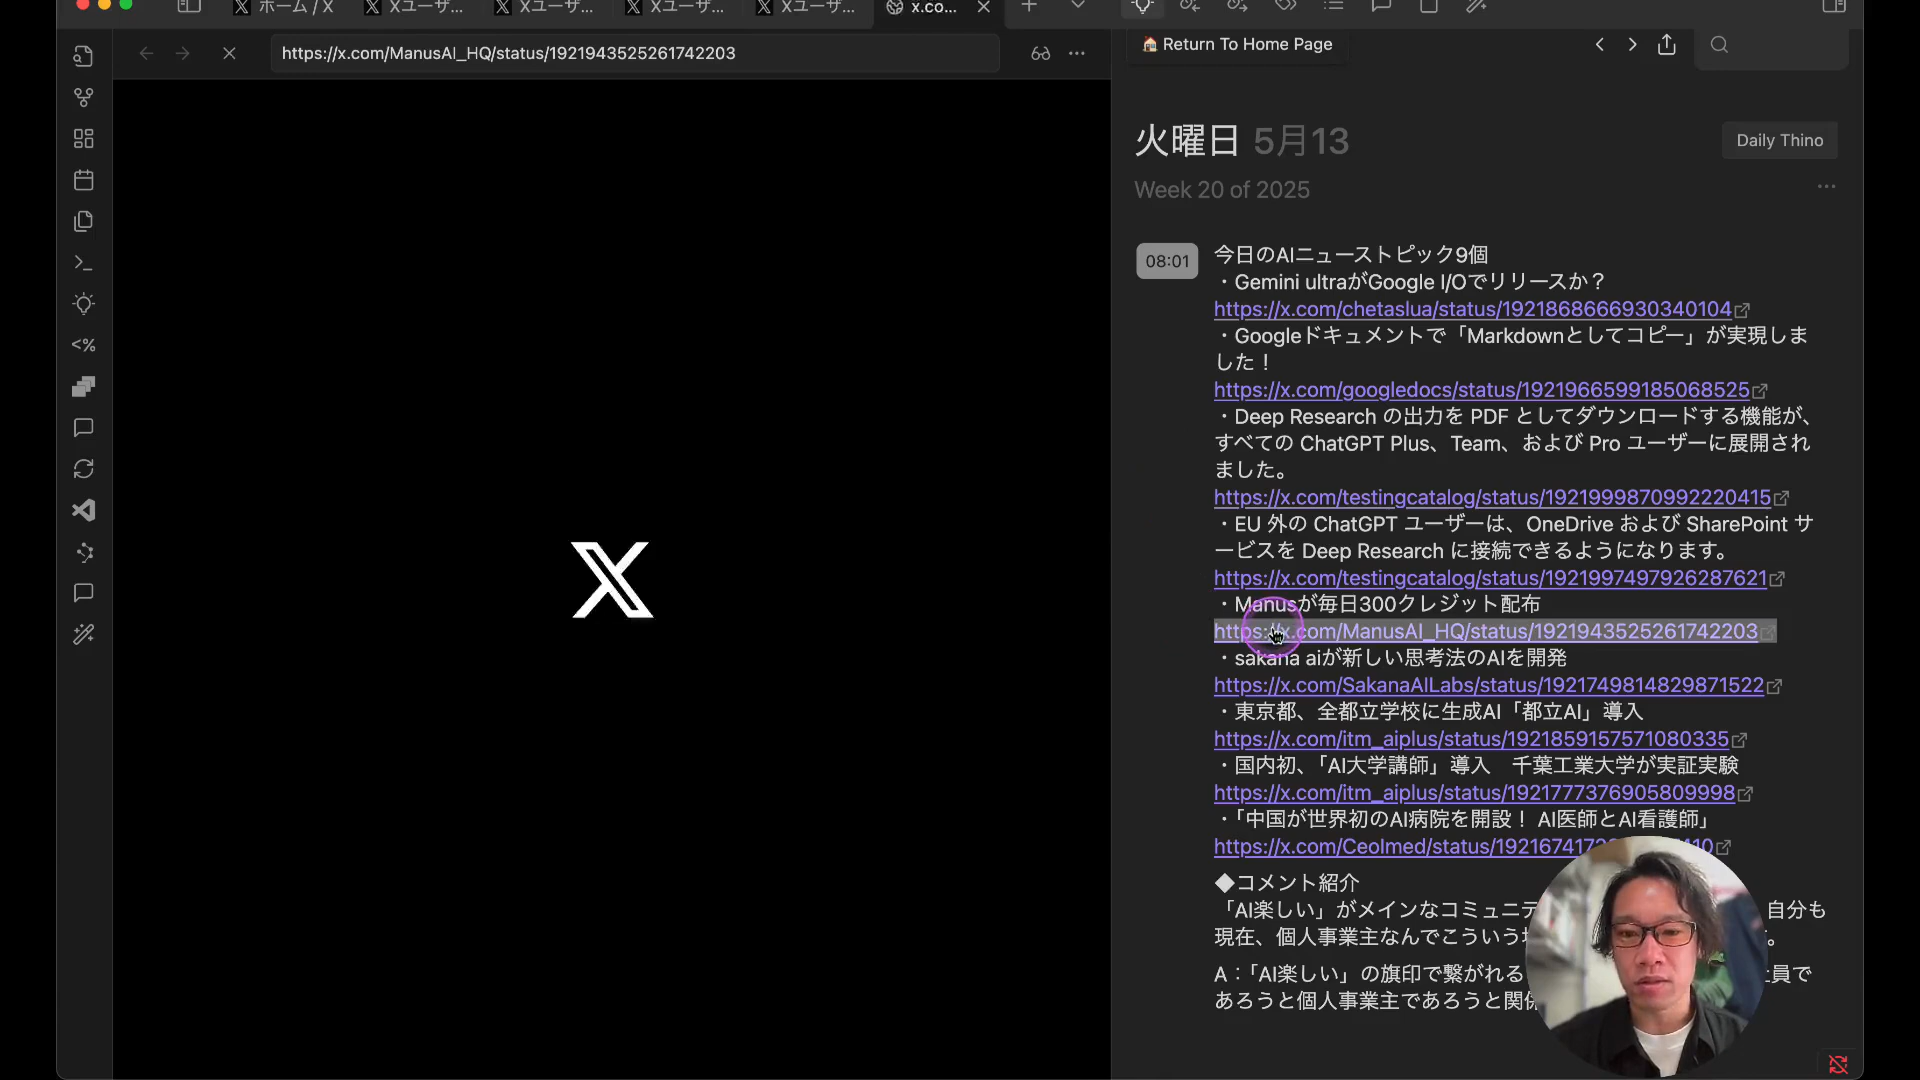 ホーム / X
Xユーザ...
Xユーザ...
Xユーザ...
Xユーザ...
x.co...
https://x.com/ManusAI_HQ/status/1921943525261742203
Return To Home Page
火曜日 5月13
Daily Thino
Week 20 of 2025
08:01
今日のAIニューストピック9個
・Gemini ultraがGoogle I/Oでリリースか？
https://x.com/chetaslua/status/1921868666930340104
・Googleドキュメントで「Markdownとしてコピー」が実現しま
した！
https://x.com/googledocs/status/1921966599185068525
・Deep Research の出力を PDF としてダウンロードする機能が、
すべての ChatGPT Plus、Team、および Pro ユーザーに展開され
ました。
https://x.com/testingcatalog/status/1921999870992220415
・EU 外の ChatGPT ユーザーは、OneDrive および SharePoint サ
ービスを Deep Research に接続できるようになります。
https://x.com/testingcatalog/status/1921997497926287621
・Manusが毎日300クレジット配布
https://x.com/ManusAI_HQ/status/1921943525261742203
・sakana aiが新しい思考法のAIを開発
https://x.com/SakanaAILabs/status/1921749814829871522
・東京都、全都立学校に生成AI「都立AI」導入
https://x.com/itm_aiplus/status/1921859157571080335
・国内初、「AI大学講師」導入　千葉工業大学が実証実験
https://x.com/itm_aiplus/status/1921777376905809998
・「中国が世界初のAI病院を開設！ AI医師とAI看護師」
https://x.com/CeoImed/status/192167417
◆コメント紹介
「AI楽しい」がメインなコミュニテ 自分も
現在、個人事業主なんでこういう 。
A：「AI楽しい」の旗印で繋がれる 員で
あろうと個人事業主であろうと関